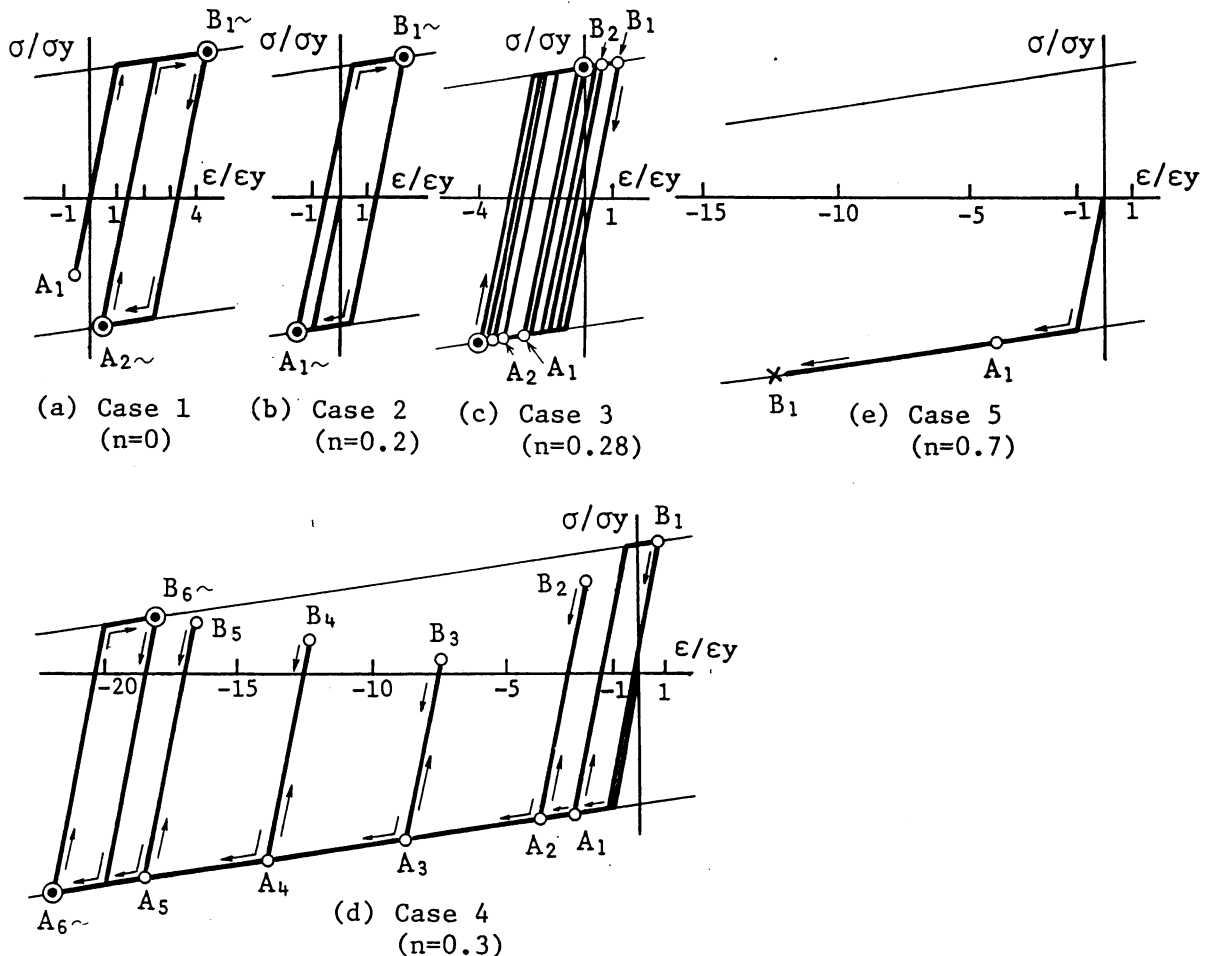 σ/σy
B1~
ε/εy
-1
1
4
A1
A2~
(a) Case 1
(n=0)
σ/σy
B1~
ε/εy
-1
1
A1~
(b) Case 2
(n=0.2)
σ/σy
B2
B1
ε/εy
-4
1
A2
A1
(c) Case 3
(n=0.28)
σ/σy
ε/εy
-15
-10
-5
-1
1
A1
B1
(e) Case 5
(n=0.7)
σ/σy
B1
B2
B6~
B5
B4
B3
ε/εy
-20
-15
-10
-5
-1
1
A1
A2
A3
A4
A5
A6~
(d) Case 4
(n=0.3)